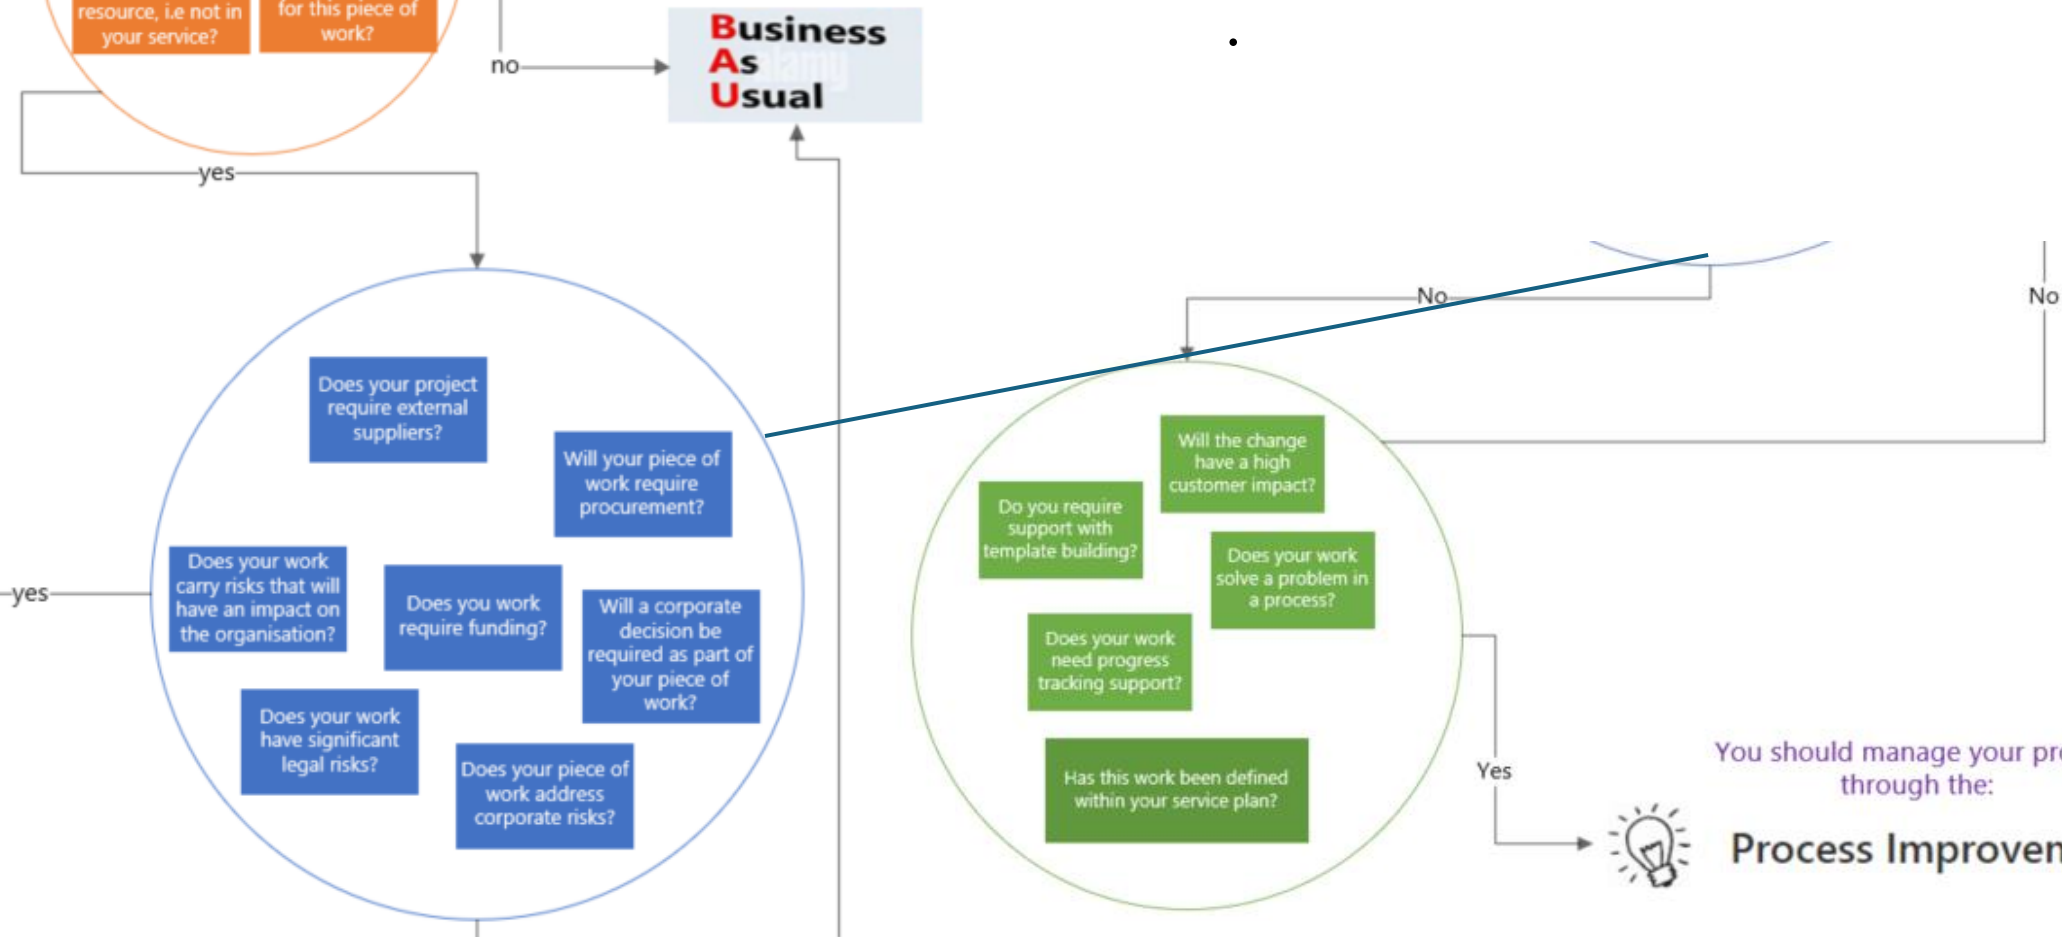 resource, i.e not in
your service?
for this piece of
work?
no
Business
As
Usual
alamy
yes
No
No
Does your project
require external
suppliers?
Will your piece of
work require
procurement?
Does your work
carry risks that will
have an impact on
the organisation?
Does you work
require funding?
Will a corporate
decision be
required as part of
your piece of
work?
Does your work
have significant
legal risks?
Does your piece of
work address
corporate risks?
yes
Will the change
have a high
customer impact?
Do you require
support with
template building?
Does your work
solve a problem in
a process?
Does your work
need progress
tracking support?
Has this work been defined
within your service plan?
Yes
You should manage your pro
through the:
Process Improven